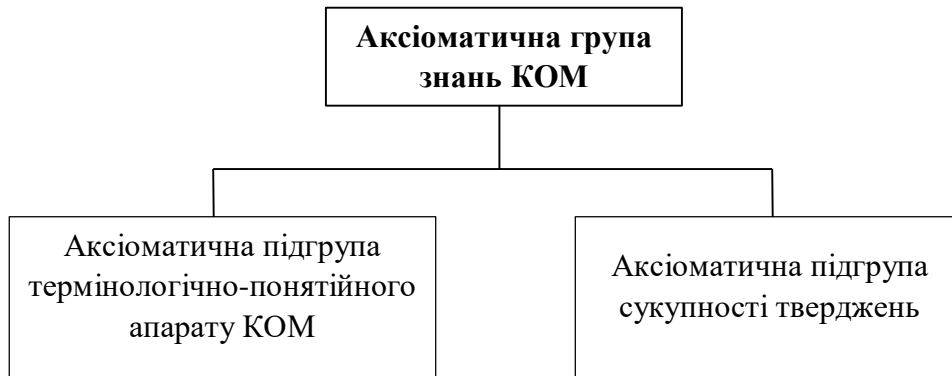 Аксіоматична група
знань КОМ
Аксіоматична підгрупа
термінологічно-понятійного
апарату КОМ
Аксіоматична підгрупа
сукупності тверджень